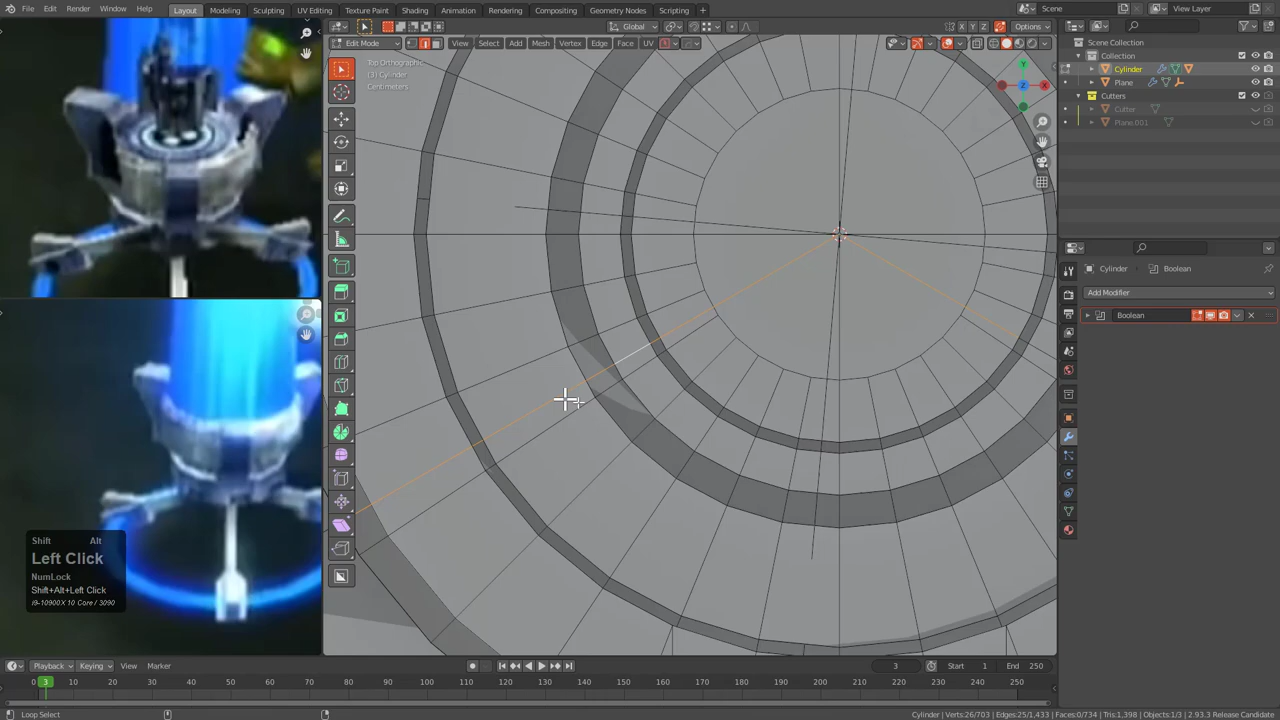 File Edit Render Window Help Layout Modeling Sculpting UV Editing Texture Paint Shading Animation Rendering Compositing Geometry Nodes Scripting Scene View Layer
Global Options
Edit Mode View Select Add Mesh Vertex Edge Face UV
Top Orthographic
(3) Cylinder
Centimeters
Y
X
Z
Scene Collection
Collection
Cylinder
Plane
Cutters
Cutter
Plane.001
Cylinder Boolean
Add Modifier
Boolean
Shift Alt
Left Click
NumLock
Shift+Alt+Left Click
i9-10900X 10 Core / 3090
Playback Keying View Marker 3 Start 1 End 250
0 3 10 20 30 40 50 60 70 80 90 100 110 120 130 140 150 160 170 180 190 200 210 220 230 240 250
Loop Select Cylinder | Verts:26/703 | Edges:25/1,433 | Faces:0/734 | Tris:1,398 | Objects:1/3 | 2.93.3 Release Candidate